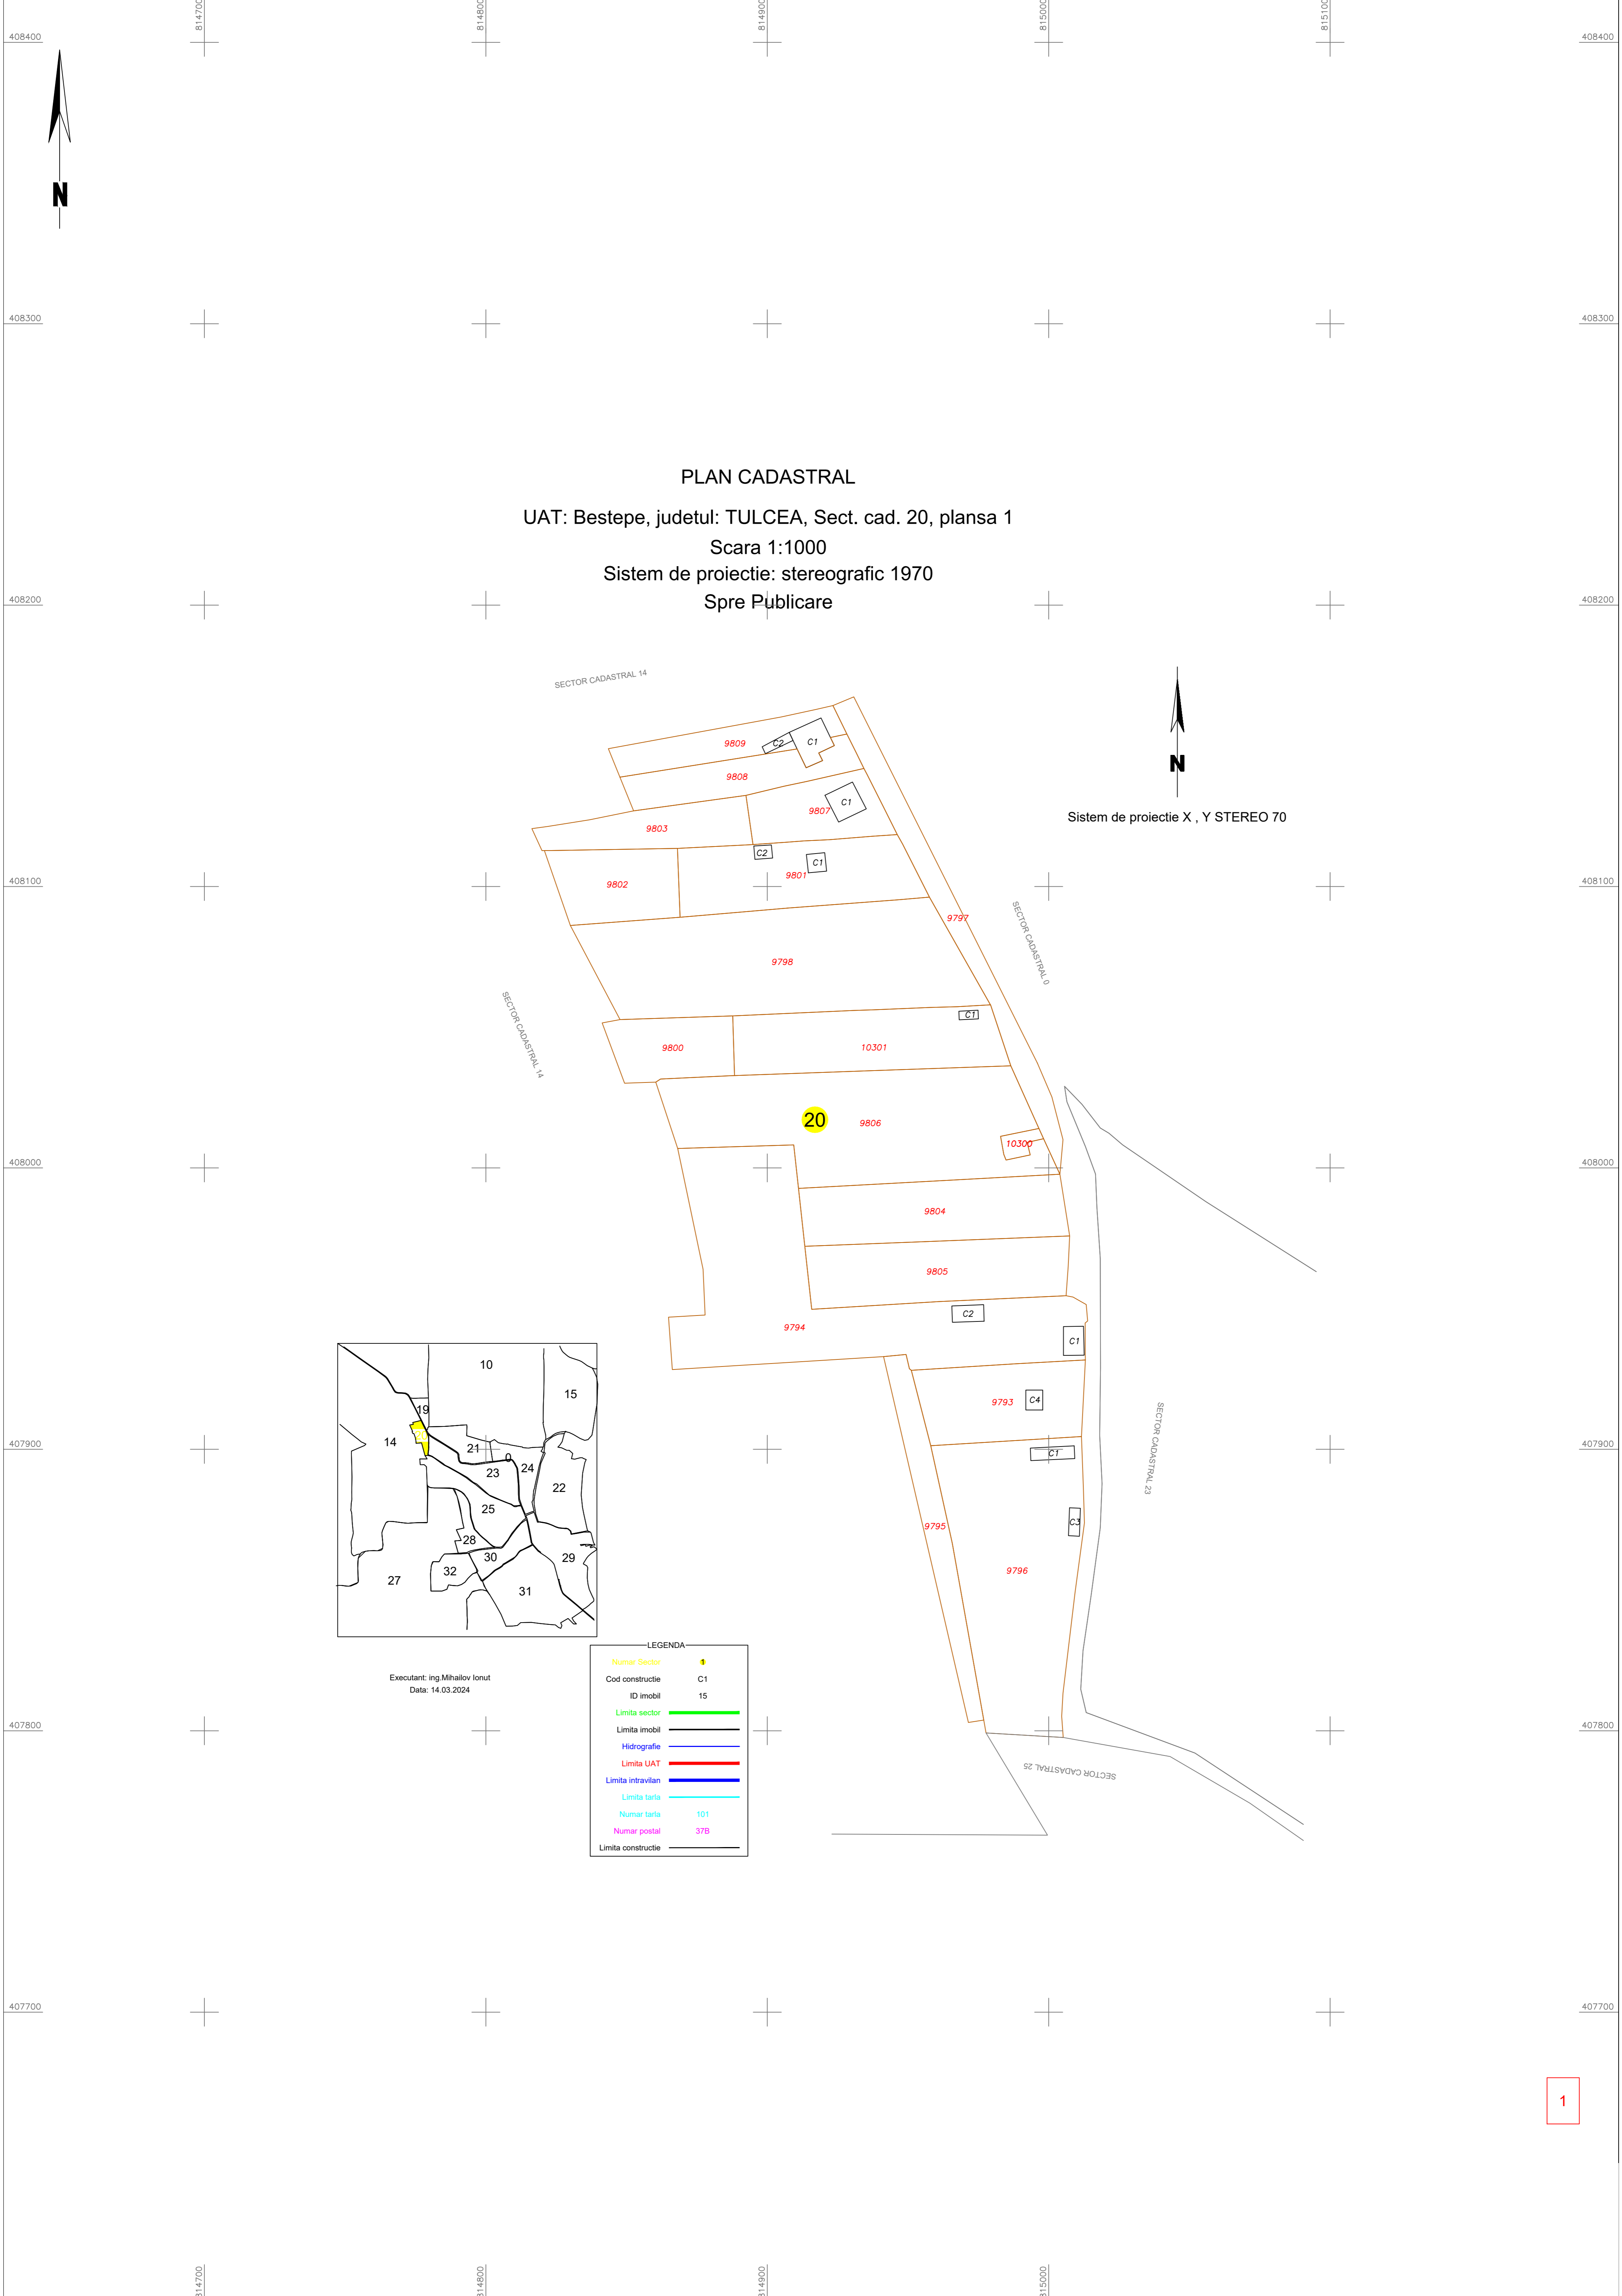 814700
814800
814900
815000
815100
408400
408400
N
408300
408300
PLAN CADASTRAL
UAT: Bestepe, judetul: TULCEA, Sect. cad. 20, plansa 1
Scara 1:1000
Sistem de proiectie: stereografic 1970
Spre Publicare
408200
408200
SECTOR CADASTRAL 14
9809
C2
C1
N
9808
9807
C1
Sistem de proiectie X , Y STEREO 70
9803
C2
C1
9801
9802
408100
408100
9797
SECTOR CADASTRAL 0
9798
SECTOR CADASTRAL 14
C1
9800
10301
20
9806
10300
408000
408000
9804
9805
C2
9794
C1
9793
C4
SECTOR CADASTRAL 23
407900
407900
C1
C3
9795
9796
10
15
19
14
21
0
23
24
22
25
28
30
29
32
27
31
LEGENDA
Numar Sector 1
Cod constructie C1
ID imobil 15
Limita sector
Limita imobil
Hidrografie
Limita UAT
Limita intravilan
Limita tarla
Numar tarla 101
Numar postal 37B
Limita constructie
Executant: ing.Mihailov Ionut
Data: 14.03.2024
407800
407800
SECTOR CADASTRAL 25
407700
407700
1
814700
814800
814900
815000